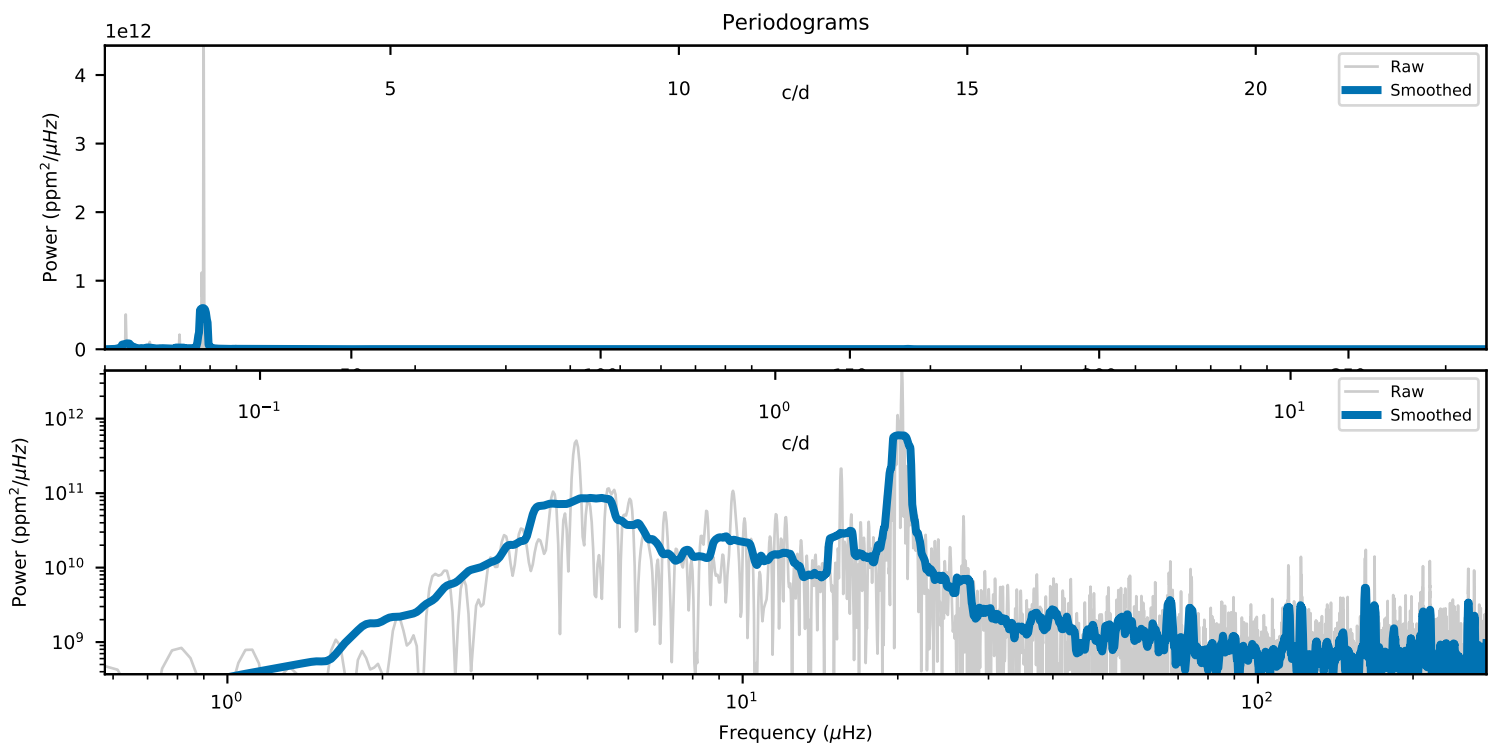 Periodograms
1e12
4
3
2
1
0
Power (ppm²/μHz)
5
10
15
20
c/d
Raw
Smoothed
10¹²
10¹¹
10¹⁰
10⁹
Power (ppm²/μHz)
10⁻¹
10⁰
10¹
c/d
Raw
Smoothed
10⁰
10¹
10²
Frequency (μHz)